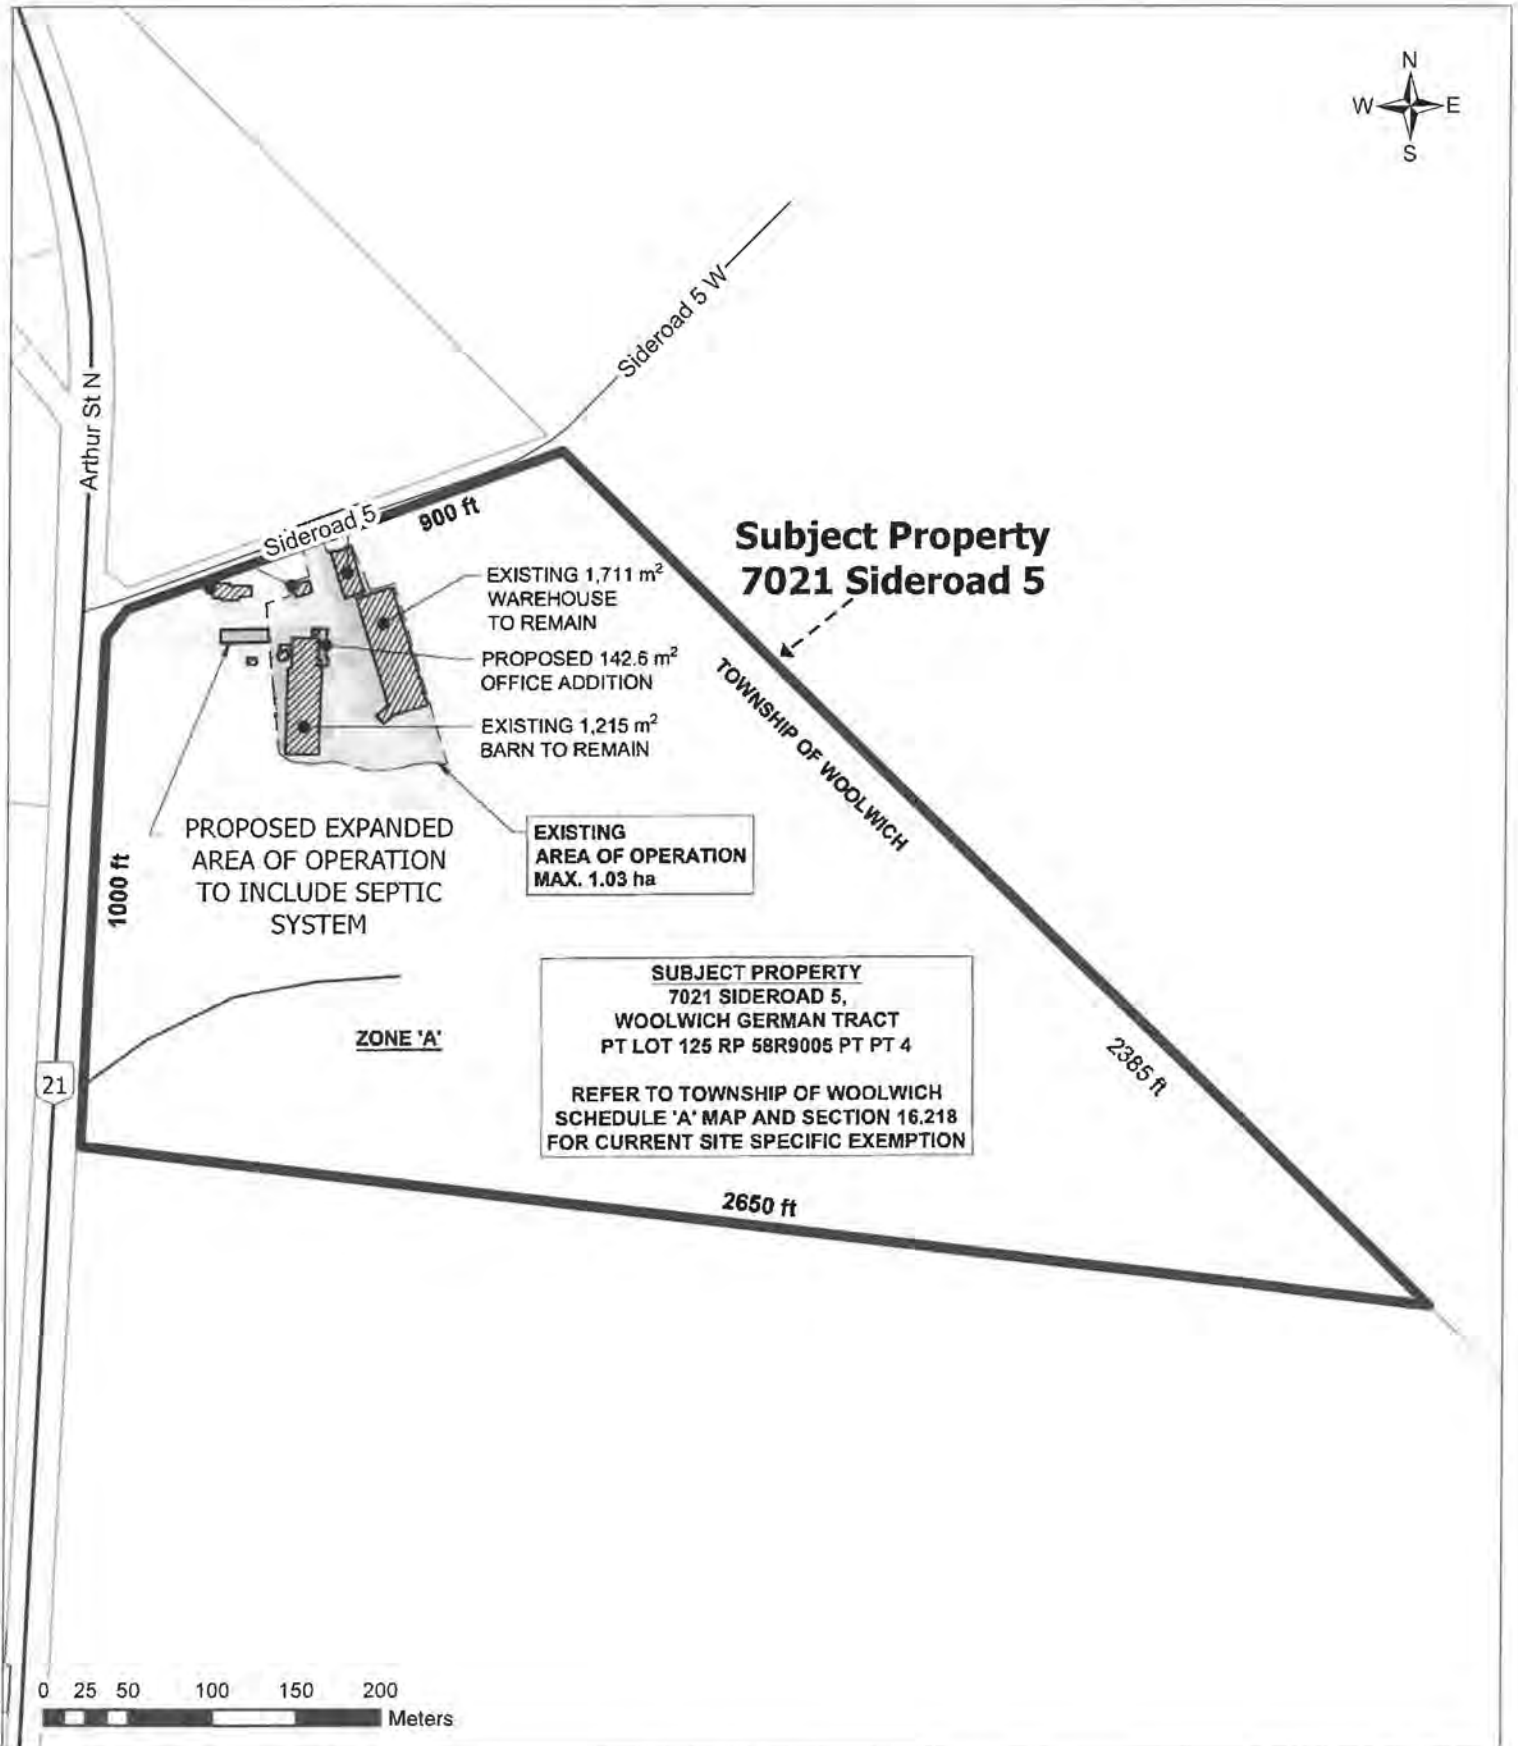 N
W E
S
Sideroad 5 W
Arthur St N
Sideroad 5
900 ft
Subject Property
7021 Sideroad 5
EXISTING 1,711 m²
WAREHOUSE
TO REMAIN
PROPOSED 142.6 m²
OFFICE ADDITION
EXISTING 1,215 m²
BARN TO REMAIN
TOWNSHIP OF WOOLWICH
PROPOSED EXPANDED
AREA OF OPERATION
TO INCLUDE SEPTIC
SYSTEM
EXISTING
AREA OF OPERATION
MAX. 1.03 ha
1000 ft
SUBJECT PROPERTY
7021 SIDEROAD 5,
WOOLWICH GERMAN TRACT
PT LOT 125 RP 58R9005 PT PT 4
REFER TO TOWNSHIP OF WOOLWICH
SCHEDULE 'A' MAP AND SECTION 16.218
FOR CURRENT SITE SPECIFIC EXEMPTION
ZONE 'A'
2385 ft
21
2650 ft
0 25 50 100 150 200
Meters